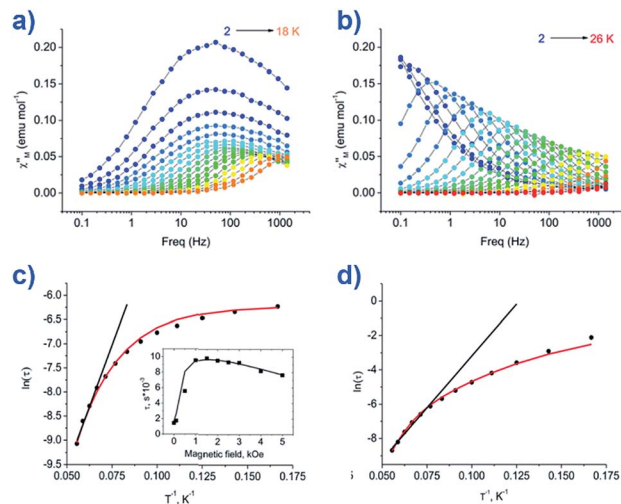 a)
2 → 18 K
χ"M (emu mol-1)
0.20
0.15
0.10
0.05
0.00
0.1 1 10 100 1000
Freq (Hz)
b)
2 → 26 K
χ"M (emu mol-1)
0.20
0.15
0.10
0.05
0.00
0.1 1 10 100 1000
Freq (Hz)
c)
ln(τ)
-6.0
-6.5
-7.0
-7.5
-8.0
-8.5
-9.0
-9.5
0.050 0.075 0.100 0.125 0.150 0.175
T-1, K-1
τ, s*10-3
10
8
6
4
2
0
0 1 2 3 4 5
Magnetic field, kOe
d)
ln(τ)
0
-2
-4
-6
-8
5 0.050 0.075 0.100 0.125 0.150 0.175
T-1, K-1